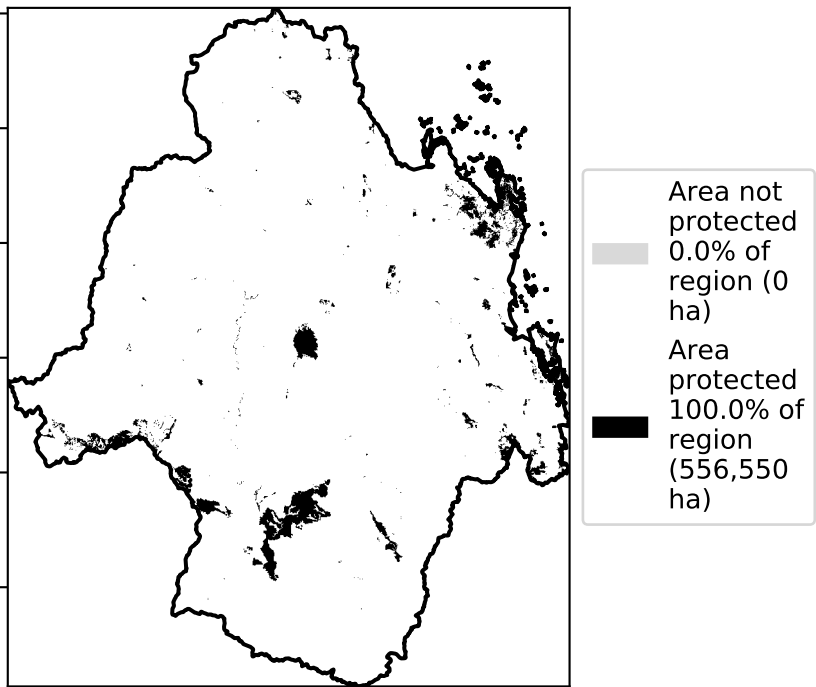 Area not
protected
0.0% of
region (0
ha)
Area
protected
100.0% of
region
(556,550
ha)